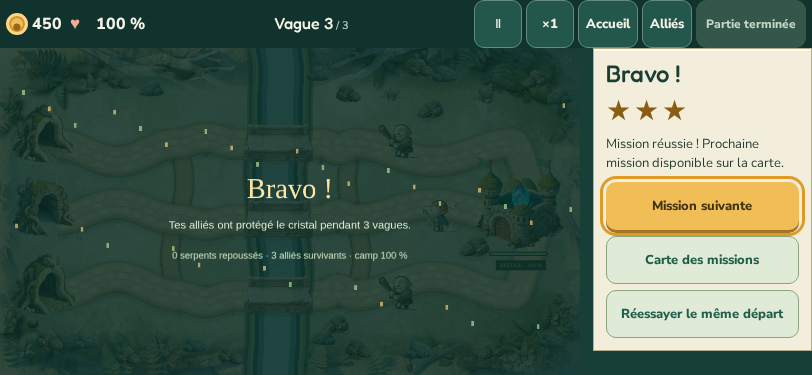 450 ♥ 100 %
Vague 3 / 3
II
×1
Accueil
Alliés
Partie terminée
Bravo !
★★★
Mission réussie ! Prochaine
mission disponible sur la carte.
Mission suivante
Carte des missions
Réessayer le même départ
Bravo !
Tes alliés ont protégé le cristal pendant 3 vagues.
0 serpents repoussés · 3 alliés survivants · camp 100 %